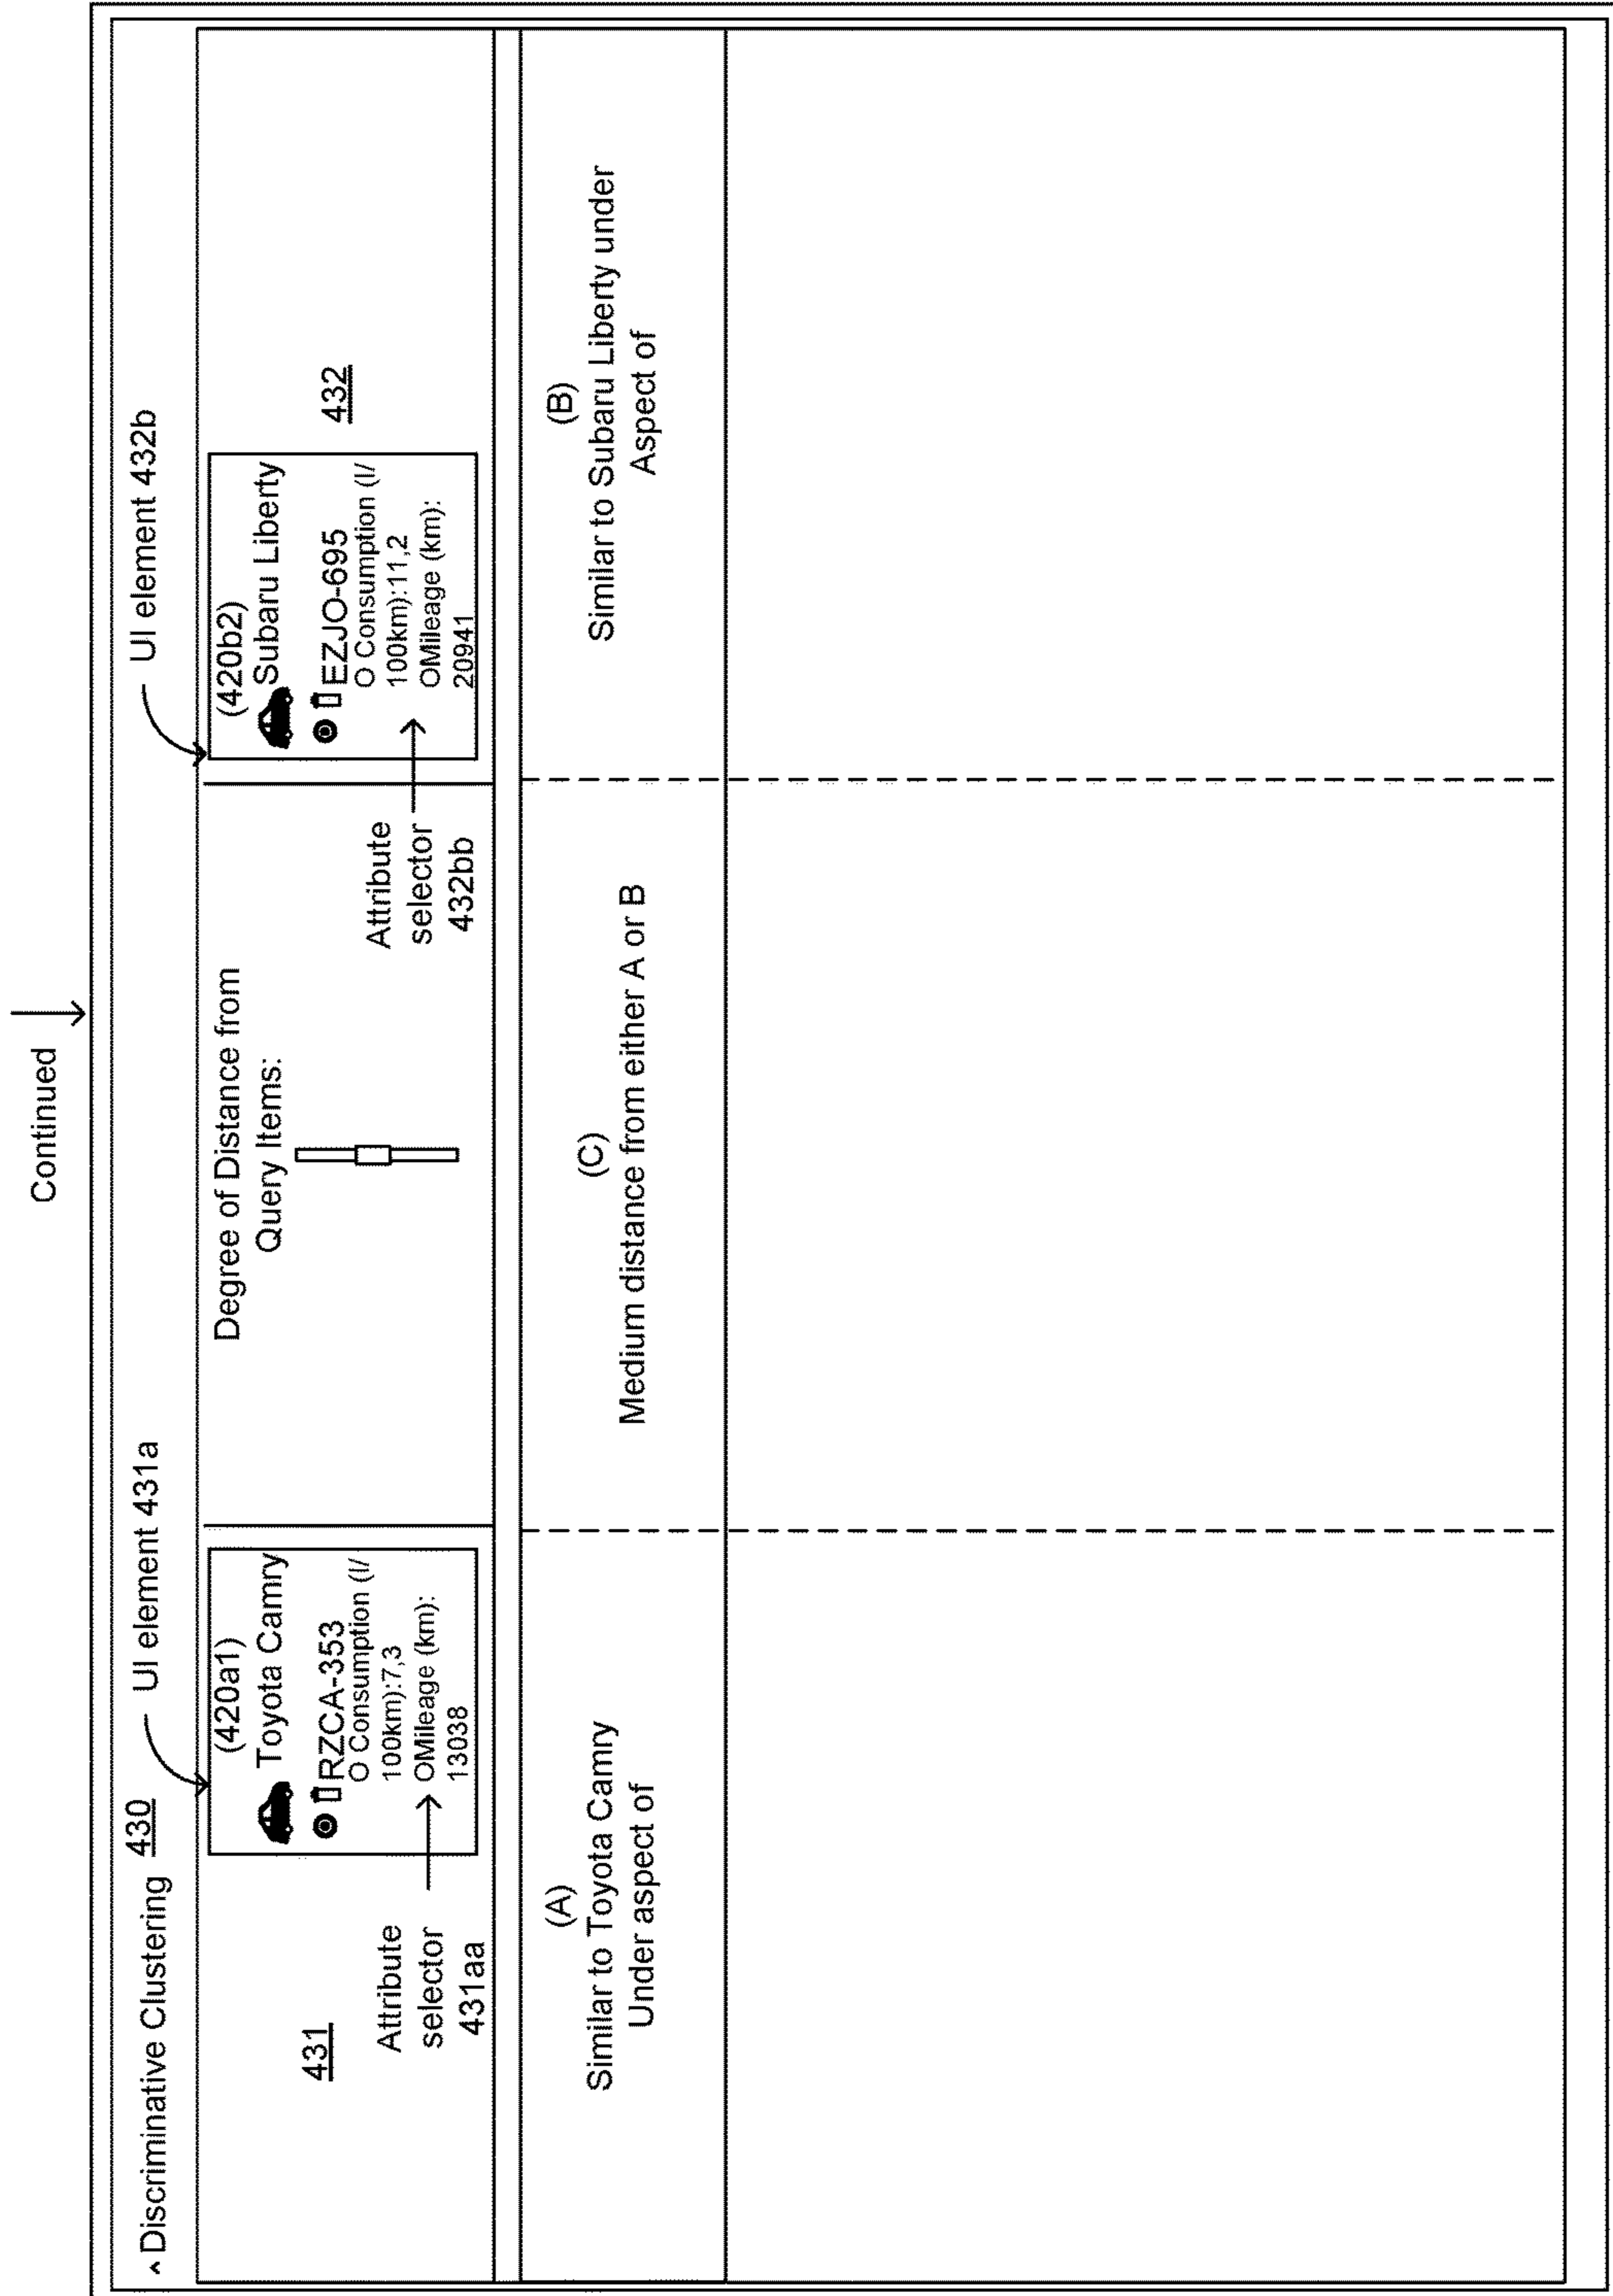 Continued
^ Discriminative Clustering 430
UI element 431a
UI element 432b
431
Attribute
selector
431aa
(420a1)
Toyota Camry
RZCA-353
O Consumption (l/
100km):7,3
OMileage (km):
13038
Degree of Distance from
Query Items:
Attribute
selector
432bb
(420b2)
Subaru Liberty
EZJO-695
O Consumption (l/
100km):11,2
OMileage (km):
20941
432
(A)
Similar to Toyota Camry
Under aspect of
(C)
Medium distance from either A or B
(B)
Similar to Subaru Liberty under
Aspect of